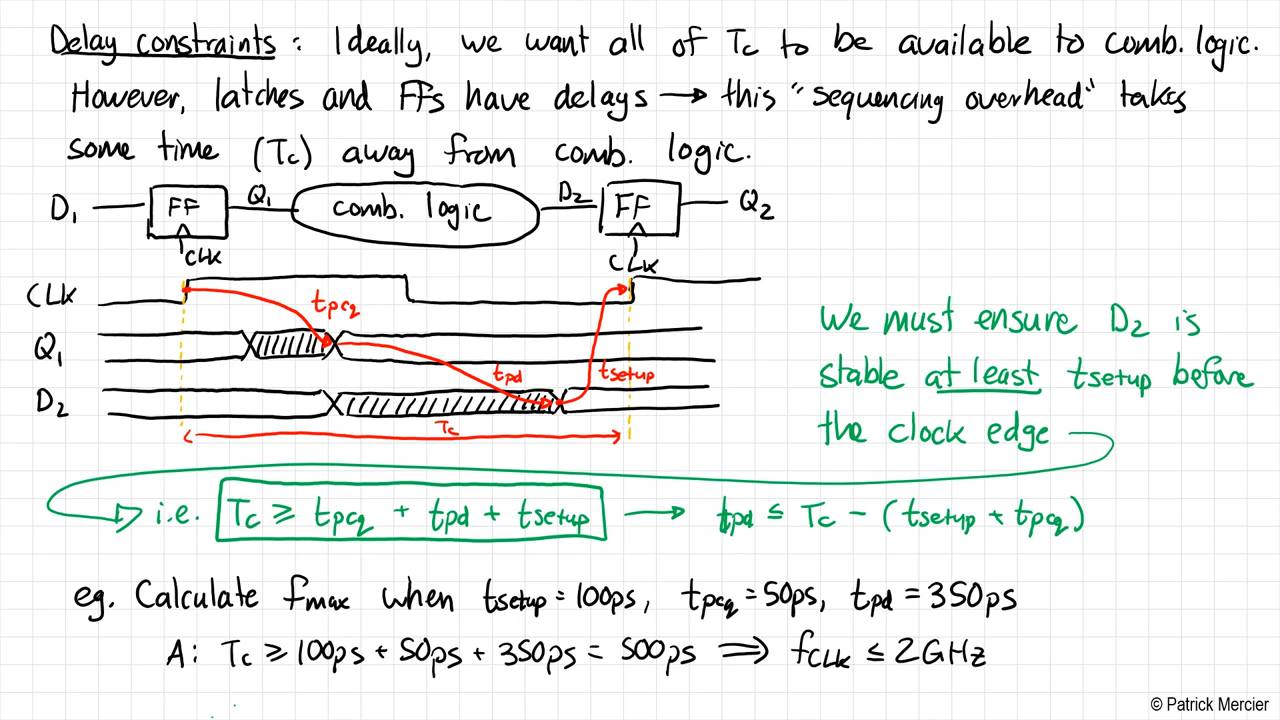 Delay constraints : Ideally, we want all of Tc to be available to comb. logic.
However, latches and FFs have delays → this "sequencing overhead" takes
some time (Tc) away from comb. logic.
D₁ FF Q₁ comb. logic D₂ FF Q₂
CLK CLK
CLK tpcq
Q₁
tpd tsetup
D₂
Tc
We must ensure D₂ is
stable at least tsetup before
the clock edge
i.e. Tc ≥ tpcq + tpd + tsetup → tpd ≤ Tc - (tsetup + tpcq)
eg. Calculate fmax when tsetup = 100ps, tpcq = 50ps, tpd = 350ps
A: Tc ≥ 100ps + 50ps + 350ps = 500ps ⟹ fCLK ≤ 2GHz
© Patrick Mercier